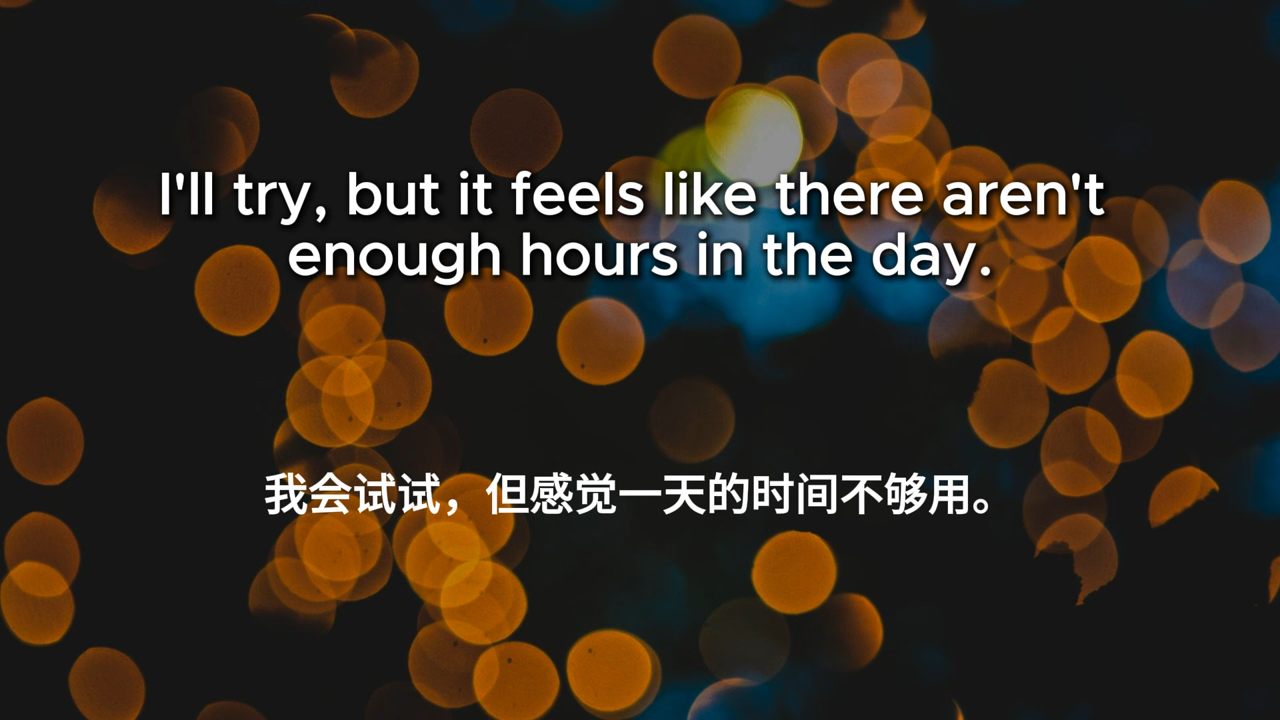 I'll try, but it feels like there aren't
enough hours in the day.
我会试试，但感觉一天的时间不够用。